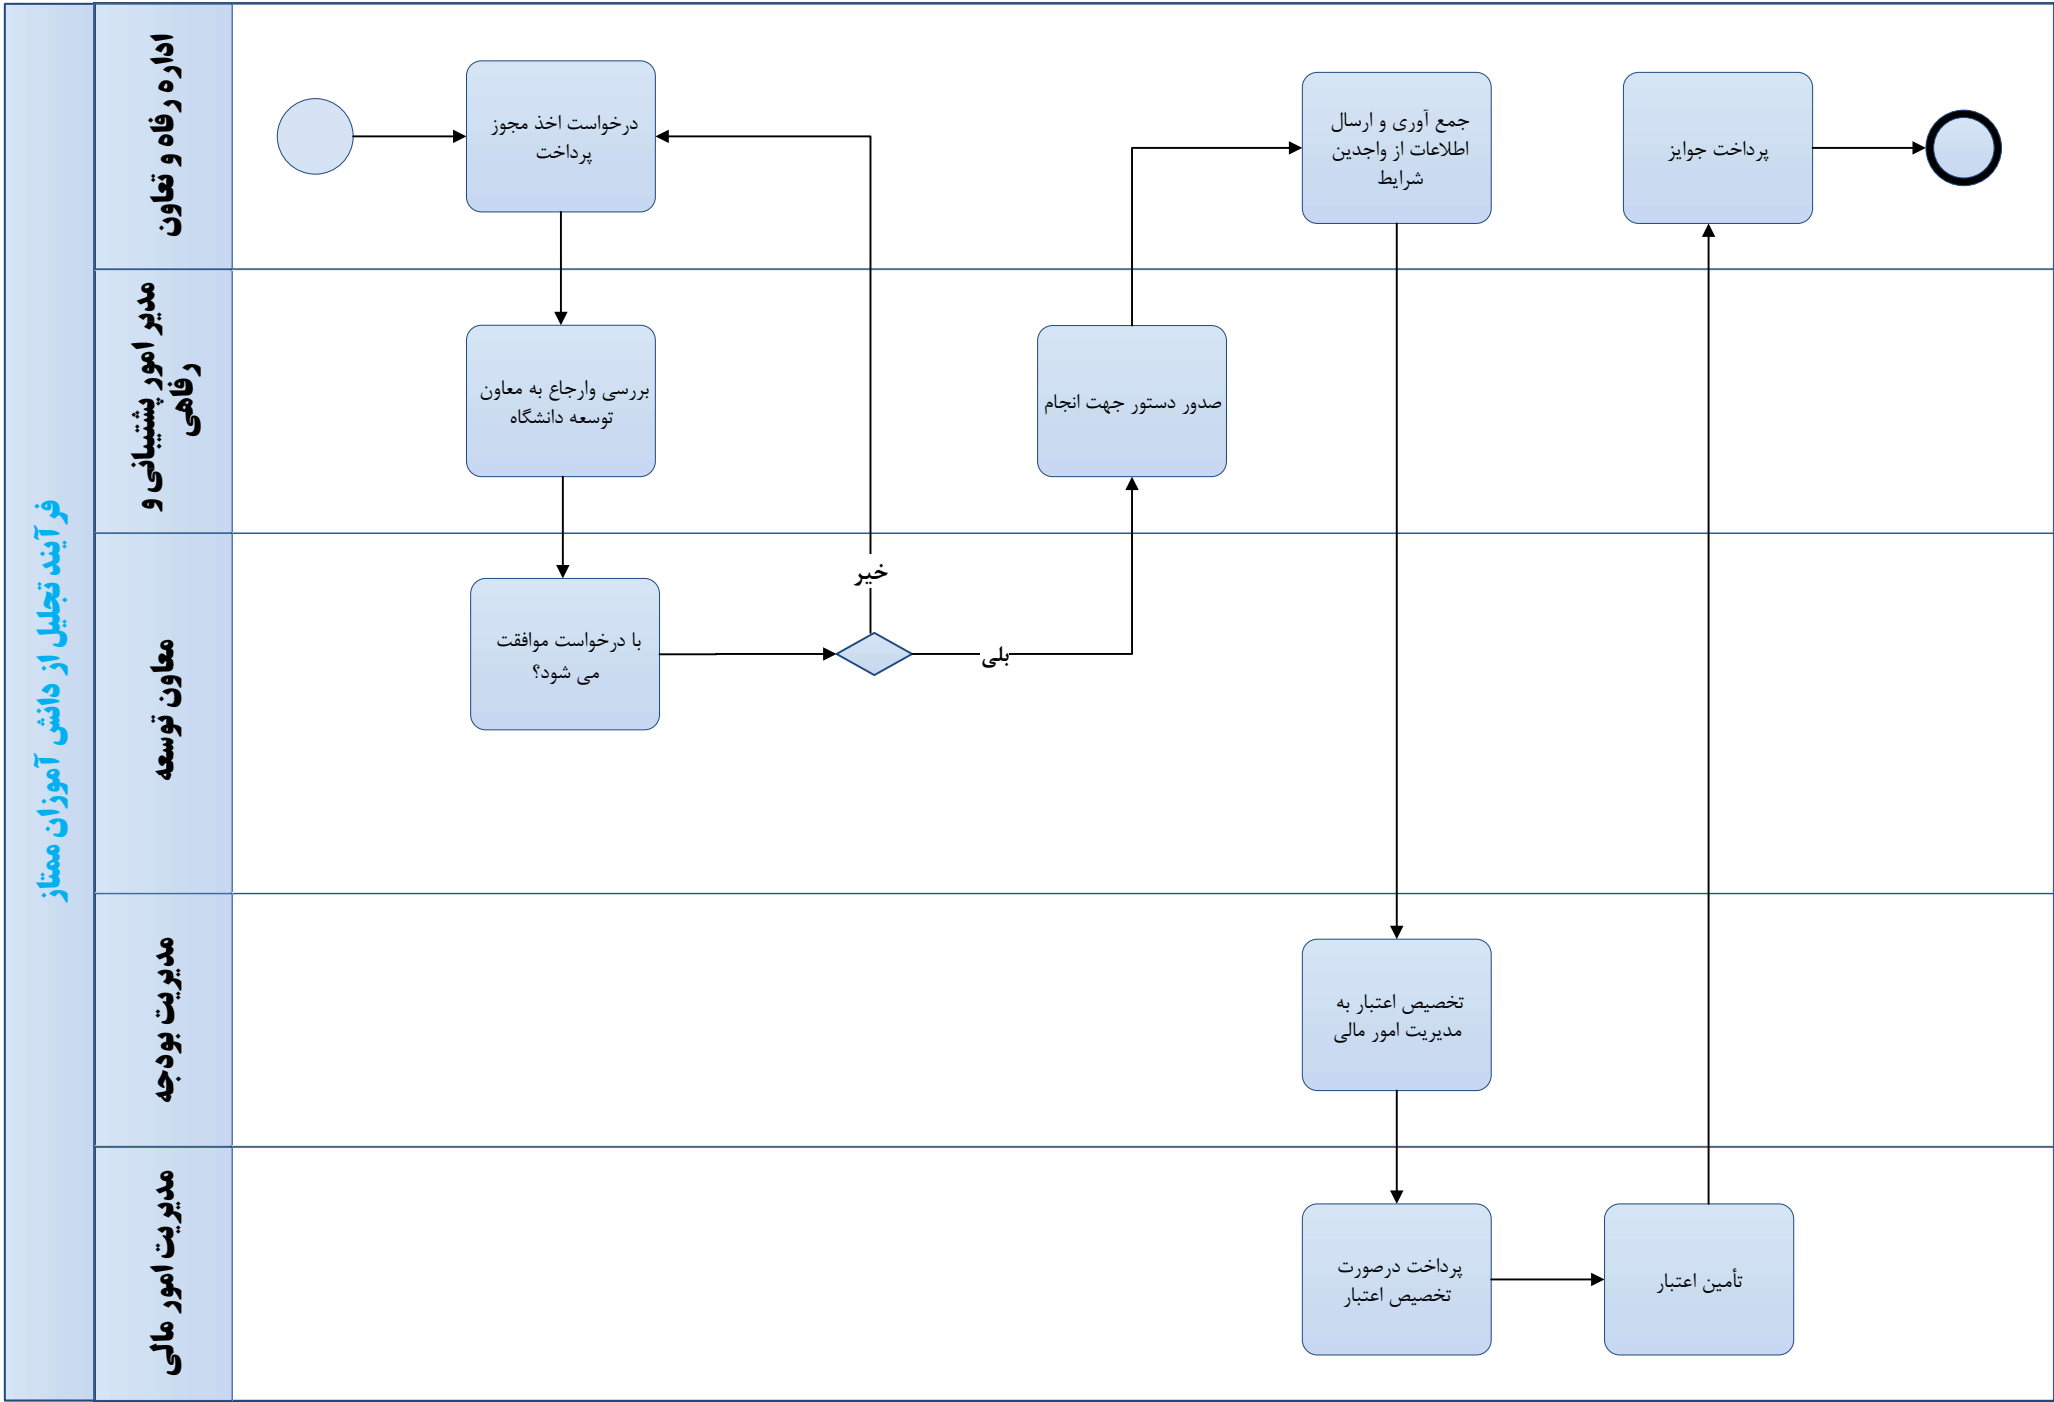 فرآیند تجلیل از دانش آموزان ممتاز
اداره رفاه و تعاون
درخواست اخذ مجوز
پرداخت
جمع آوری و ارسال
اطلاعات از واجدین
شرایط
پرداخت جوایز
مدیر امور پشتیبانی و
رفاهی
بررسی وارجاع به معاون
توسعه دانشگاه
صدور دستور جهت انجام
معاون توسعه
با درخواست موافقت
می شود؟
خیر
بلی
مدیریت بودجه
تخصیص اعتبار به
مدیریت امور مالی
مدیریت امور مالی
پرداخت درصورت
تخصیص اعتبار
تأمین اعتبار